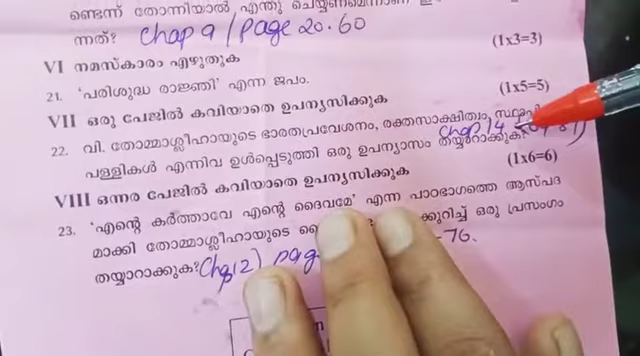 ണ്ടെന്ന് തോന്നിയാൽ എന്തു ചെയ്യണമെന്നാണ്
ന്നത്? Chap 9 / page 20.60
(1x3=3)
VI നമസ്കാരം എഴുതുക
21. 'പരിശുദ്ധ രാജ്ഞി' എന്ന ജപം.
(1x5=5)
VII ഒരു പേജിൽ കവിയാതെ ഉപന്യസിക്കുക
22. വി. തോമ്മാശ്ലീഹായുടെ ഭാരതപ്രവേശനം, രക്തസാക്ഷിത്വം, സ്ഥാപി
chap 14
പള്ളികൾ എന്നിവ ഉൾപ്പെടുത്തി ഒരു ഉപന്യാസം തയ്യാറാക്കുക?
(1x6=6)
VIII ഒന്നര പേജിൽ കവിയാതെ ഉപന്യസിക്കുക
23. 'എന്റെ കർത്താവേ എന്റെ ദൈവമേ' എന്ന പാഠഭാഗത്തെ ആസ്പദ
മാക്കി തോമ്മാശ്ലീഹായുടെ ക്കുറിച്ച് ഒരു പ്രസംഗം
തയ്യാറാക്കുക? Chap 12) pag -76.